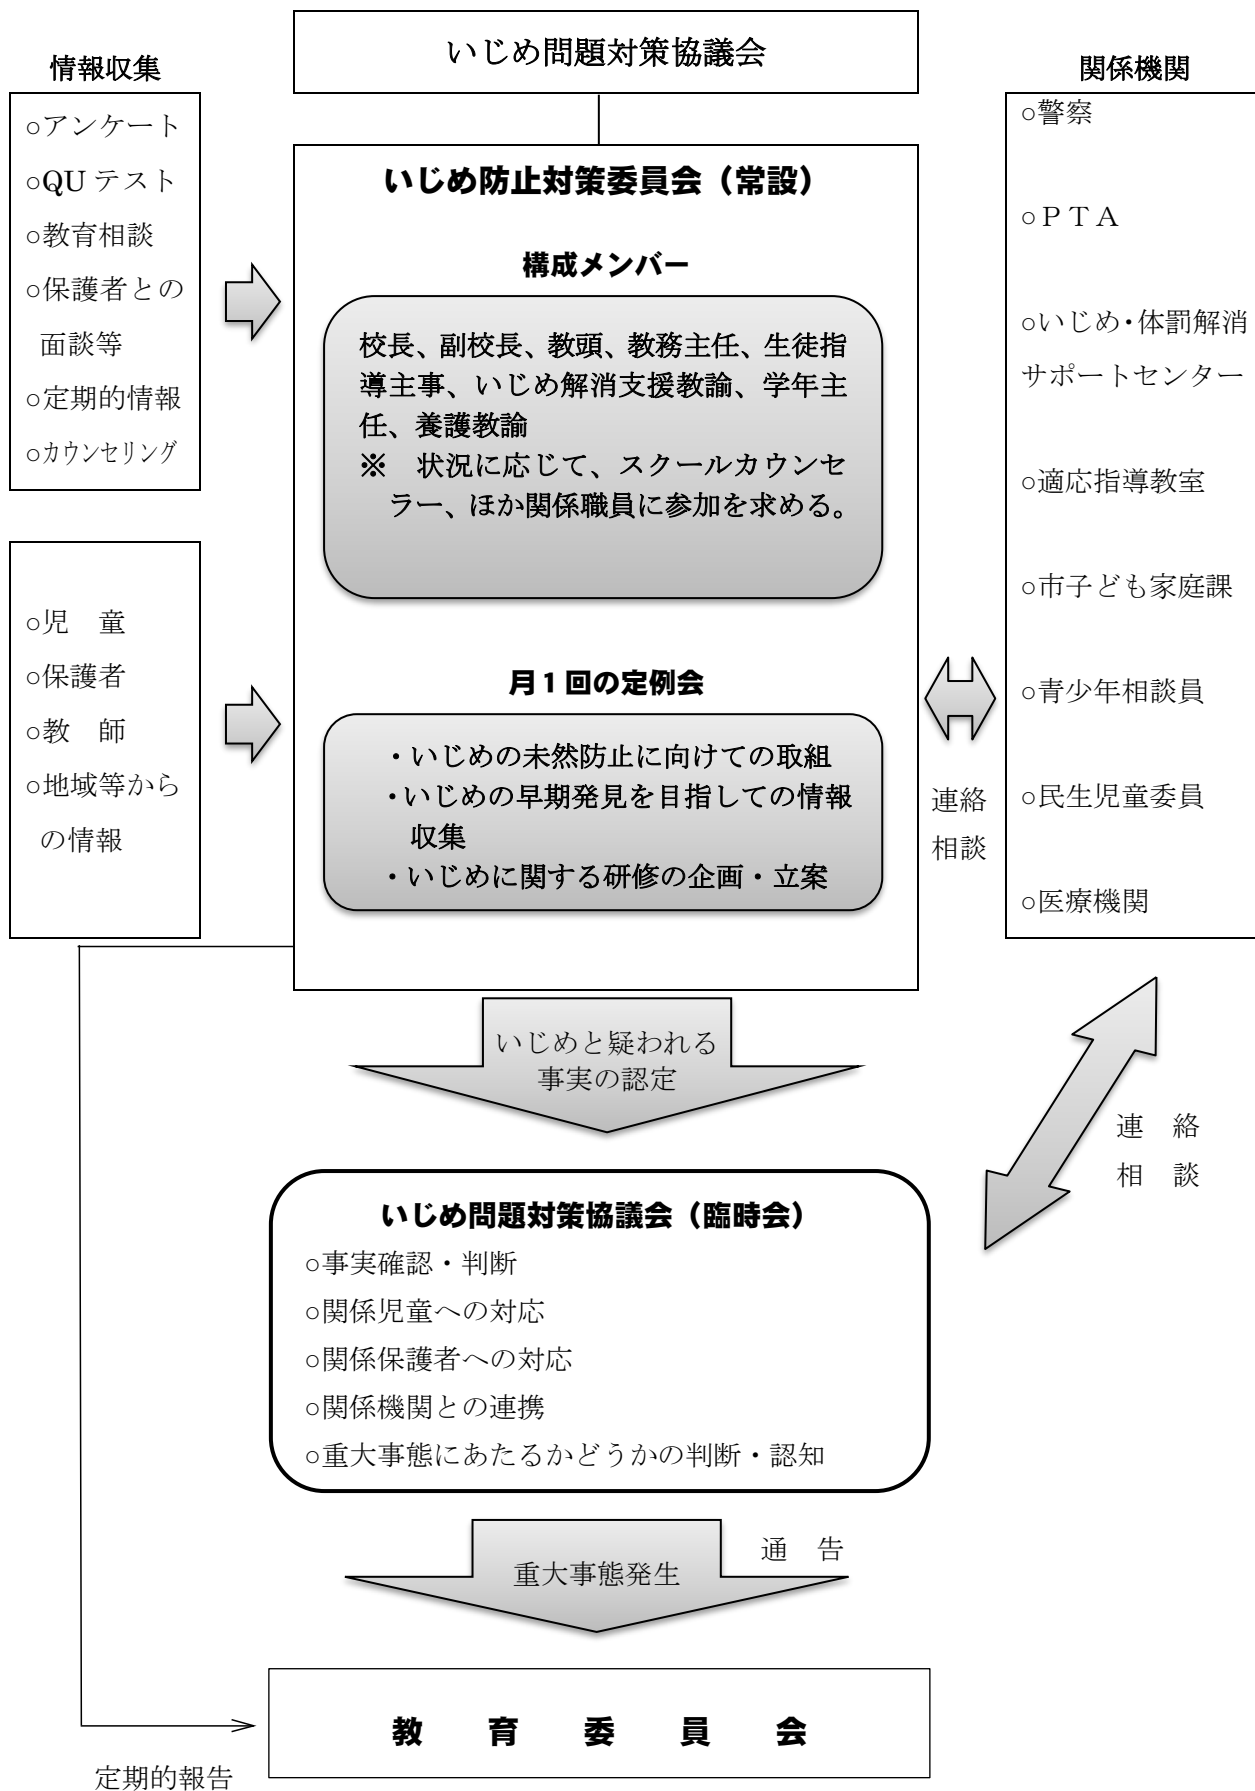 いじめ問題対策協議会
情報収集
○アンケート
○QU テスト
○教育相談
○保護者との
面談等
○定期的情報
○カウンセリング
○児　童
○保護者
○教　師
○地域等から
の情報
いじめ防止対策委員会（常設）
構成メンバー
校長、副校長、教頭、教務主任、生徒指
導主事、いじめ解消支援教諭、学年主
任、養護教諭
※　状況に応じて、スクールカウンセ
ラー、ほか関係職員に参加を求める。
月１回の定例会
・いじめの未然防止に向けての取組
・いじめの早期発見を目指しての情報
収集
・いじめに関する研修の企画・立案
関係機関
○警察
○ＰＴＡ
○いじめ・体罰解消
サポートセンター
○適応指導教室
○市子ども家庭課
○青少年相談員
○民生児童委員
○医療機関
連絡
相談
いじめと疑われる
事実の認定
連　絡
相　談
いじめ問題対策協議会（臨時会）
○事実確認・判断
○関係児童への対応
○関係保護者への対応
○関係機関との連携
○重大事態にあたるかどうかの判断・認知
重大事態発生
通　告
教　育　委　員　会
定期的報告